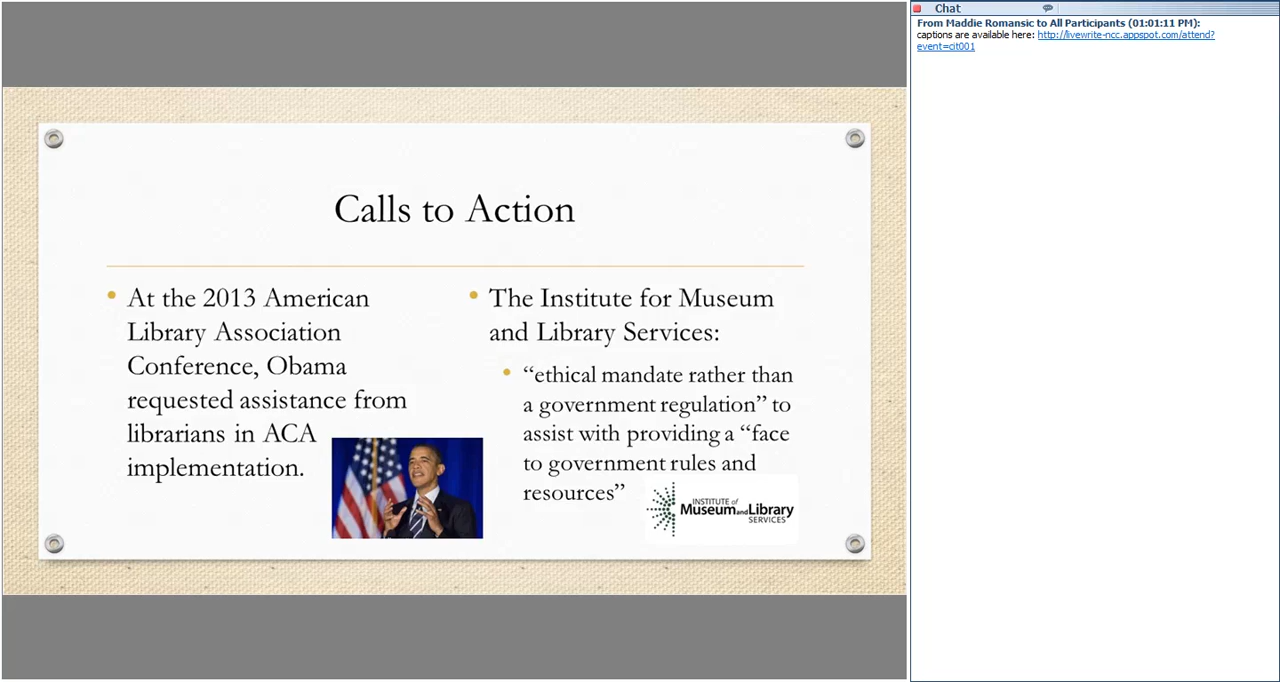 Calls to Action
At the 2013 American
Library Association
Conference, Obama
requested assistance from
librarians in ACA
implementation.
The Institute for Museum
and Library Services:
“ethical mandate rather than
a government regulation” to
assist with providing a “face
to government rules and
resources”
INSTITUTE of
Museum and Library
SERVICES
Chat
From Maddie Romansic to All Participants (01:01:11 PM):
captions are available here: http://livewrite-ncc.appspot.com/attend?
event=cit001